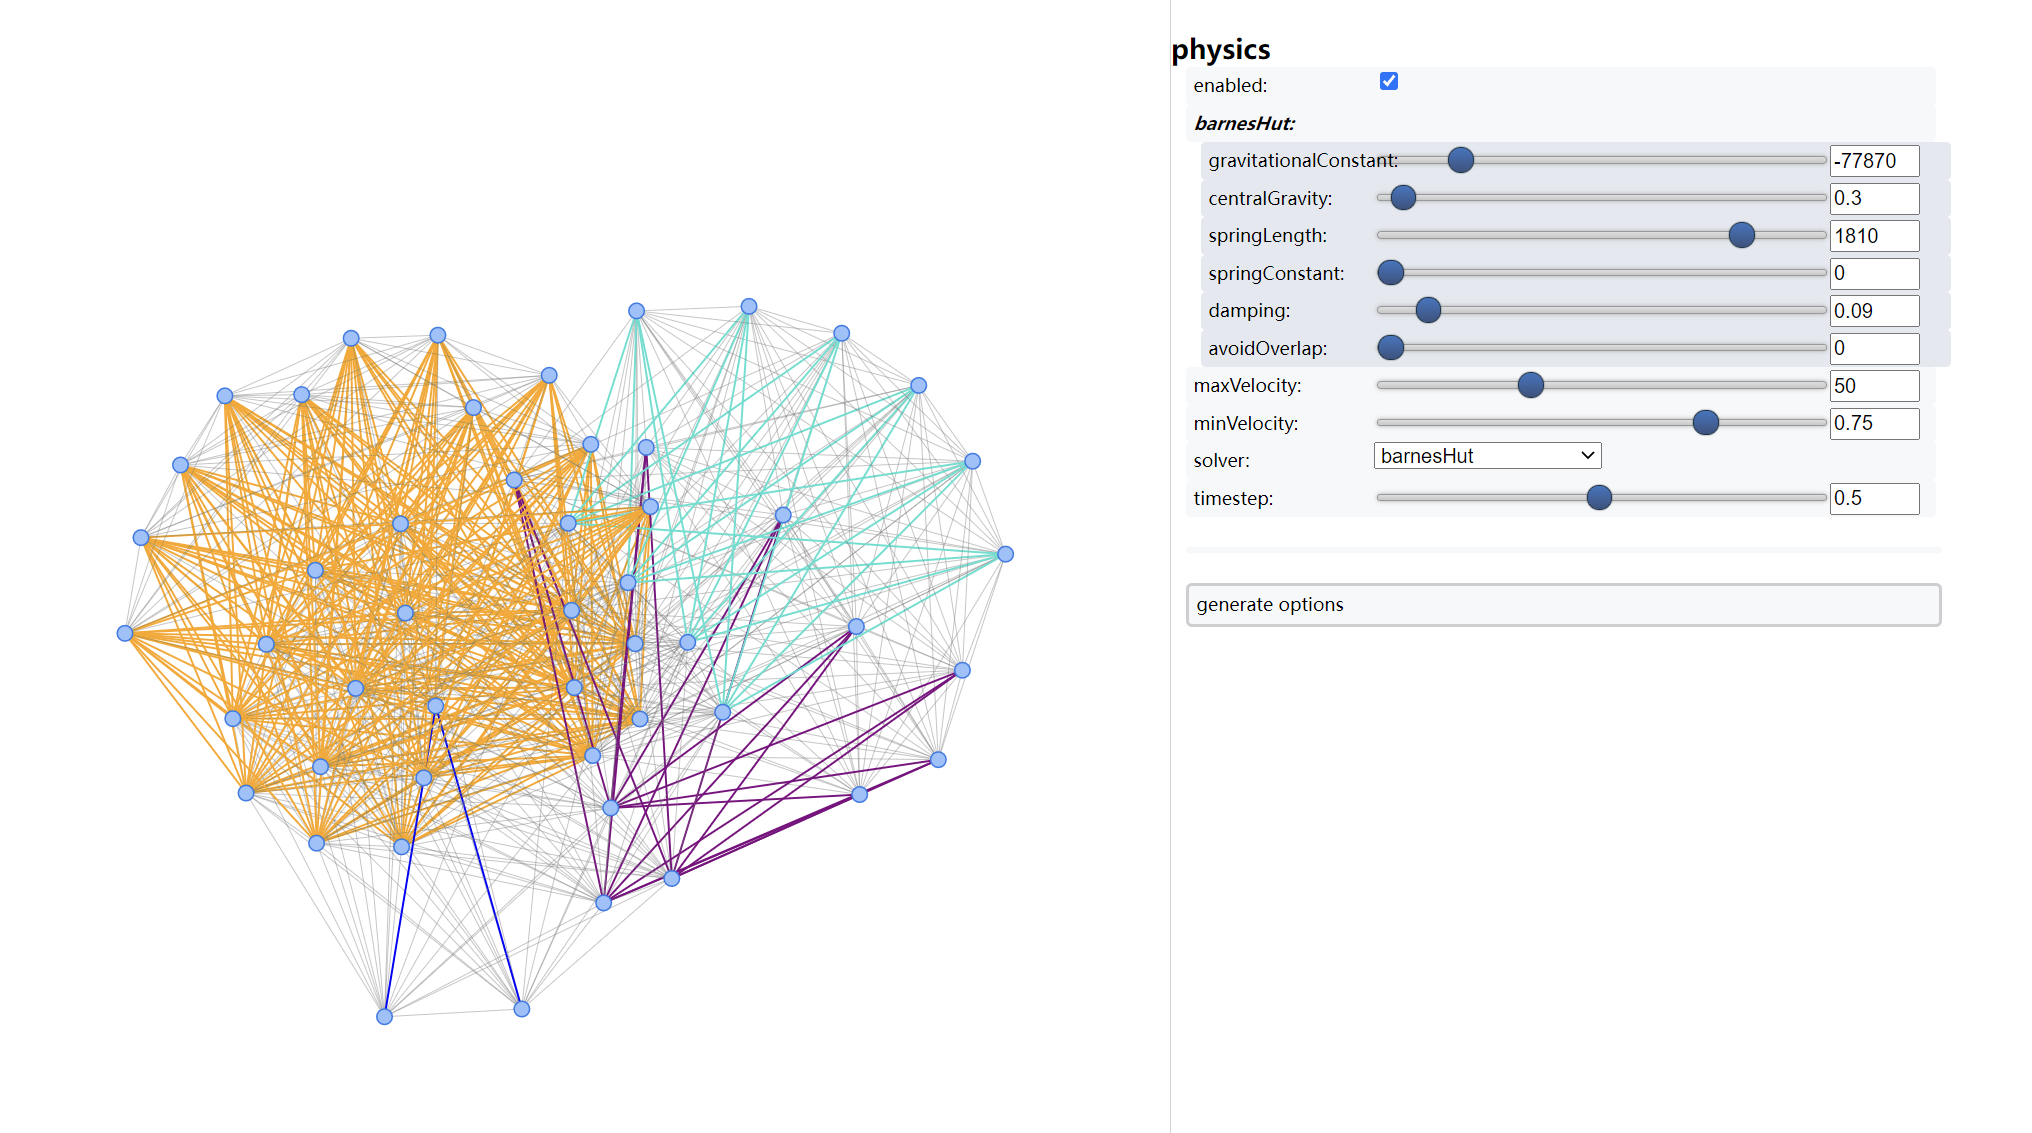 physics
enabled:
barnesHut:
gravitationalConstant: -77870
centralGravity: 0.3
springLength: 1810
springConstant: 0
damping: 0.09
avoidOverlap: 0
maxVelocity: 50
minVelocity: 0.75
solver: barnesHut
timestep: 0.5
generate options